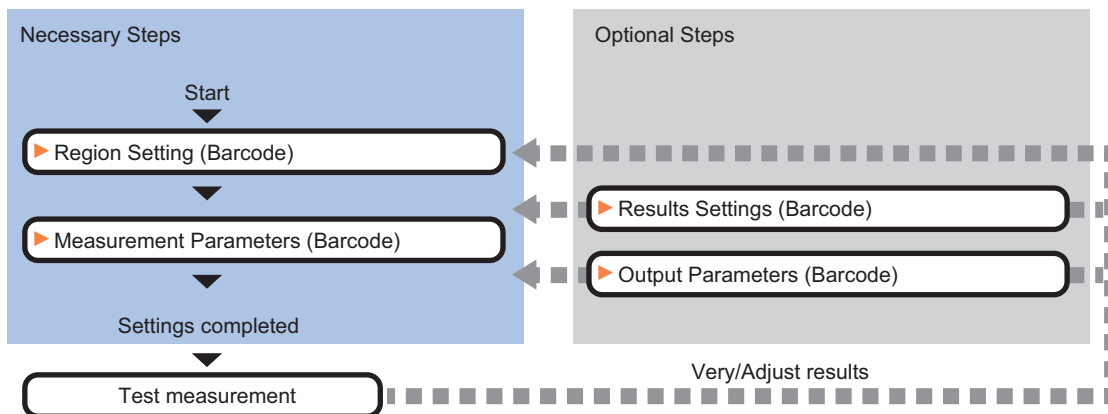 Necessary Steps
Start
Region Setting (Barcode)
Measurement Parameters (Barcode)
Settings completed
Test measurement
Optional Steps
Results Settings (Barcode)
Output Parameters (Barcode)
Very/Adjust results